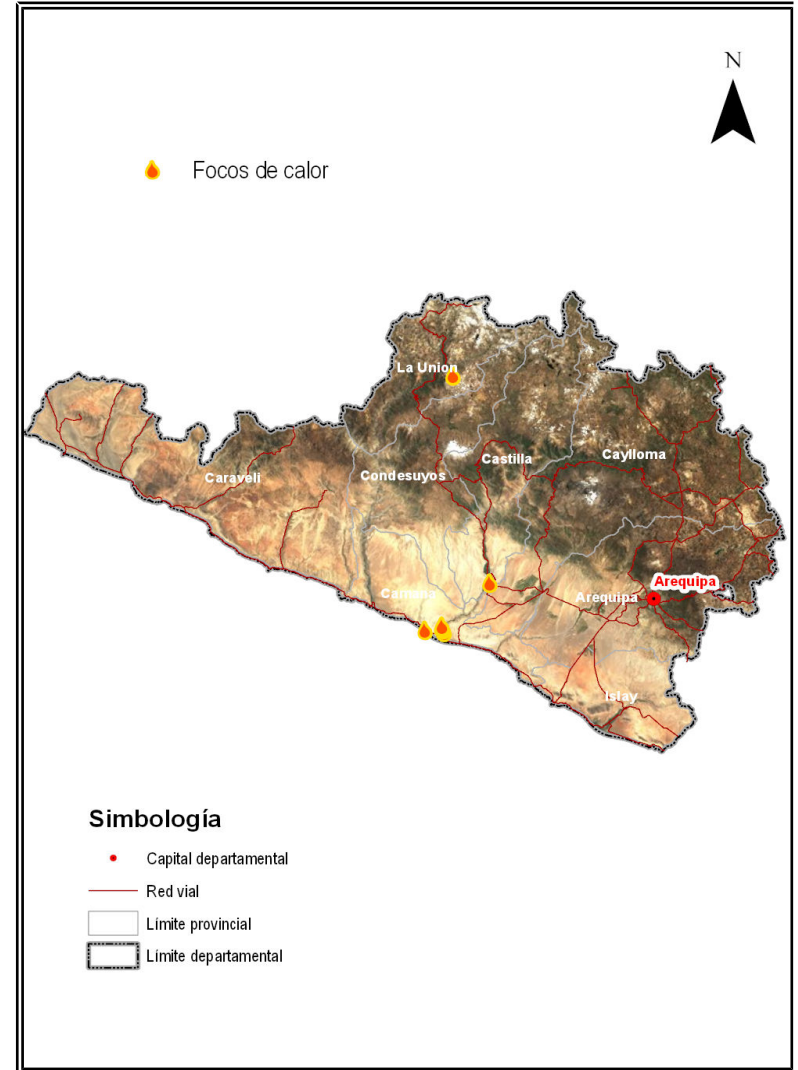 N
Focos de calor
La Union
Castilla
Caylloma
Caraveli
Condesuyos
Arequipa
Camana
Arequipa
Islay
Simbología
Capital departamental
Red vial
Límite provincial
Límite departamental